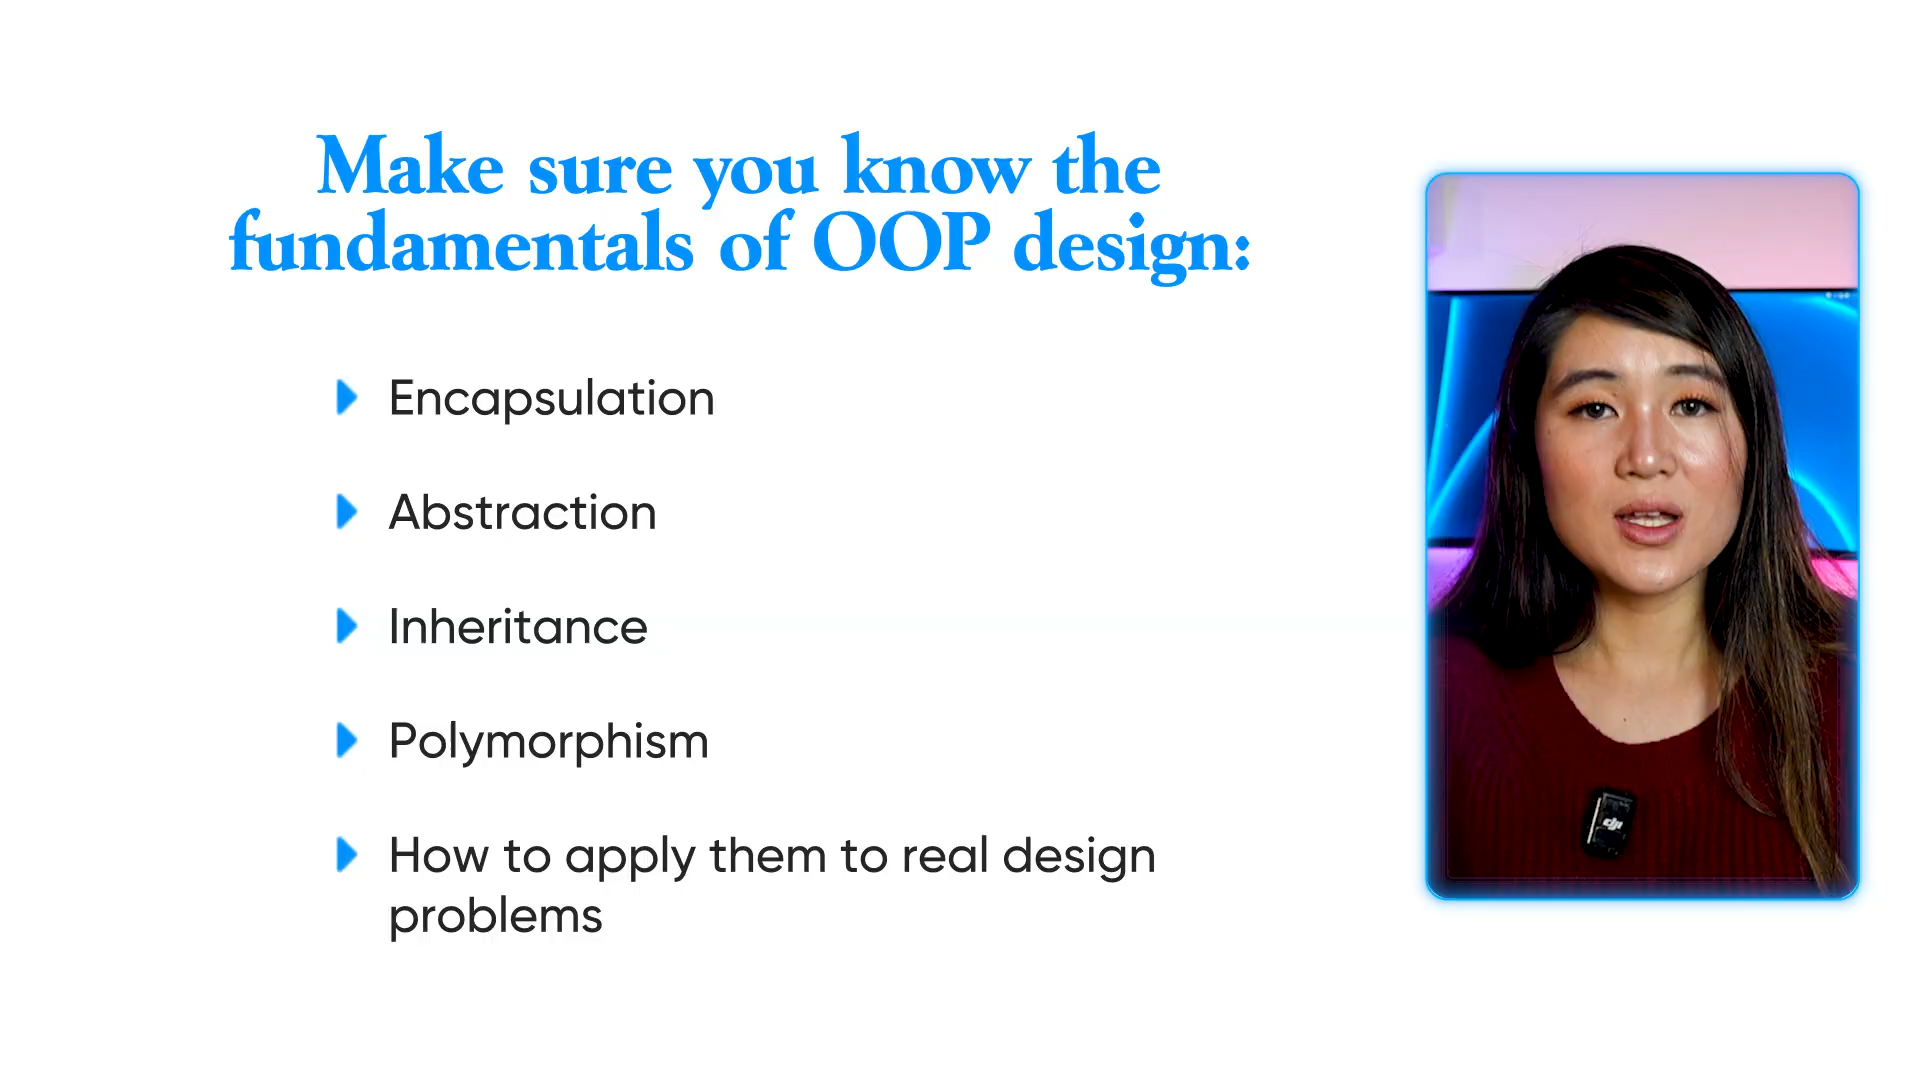 Make sure you know the
fundamentals of OOP design:
Encapsulation
Abstraction
Inheritance
Polymorphism
How to apply them to real design
problems
dji